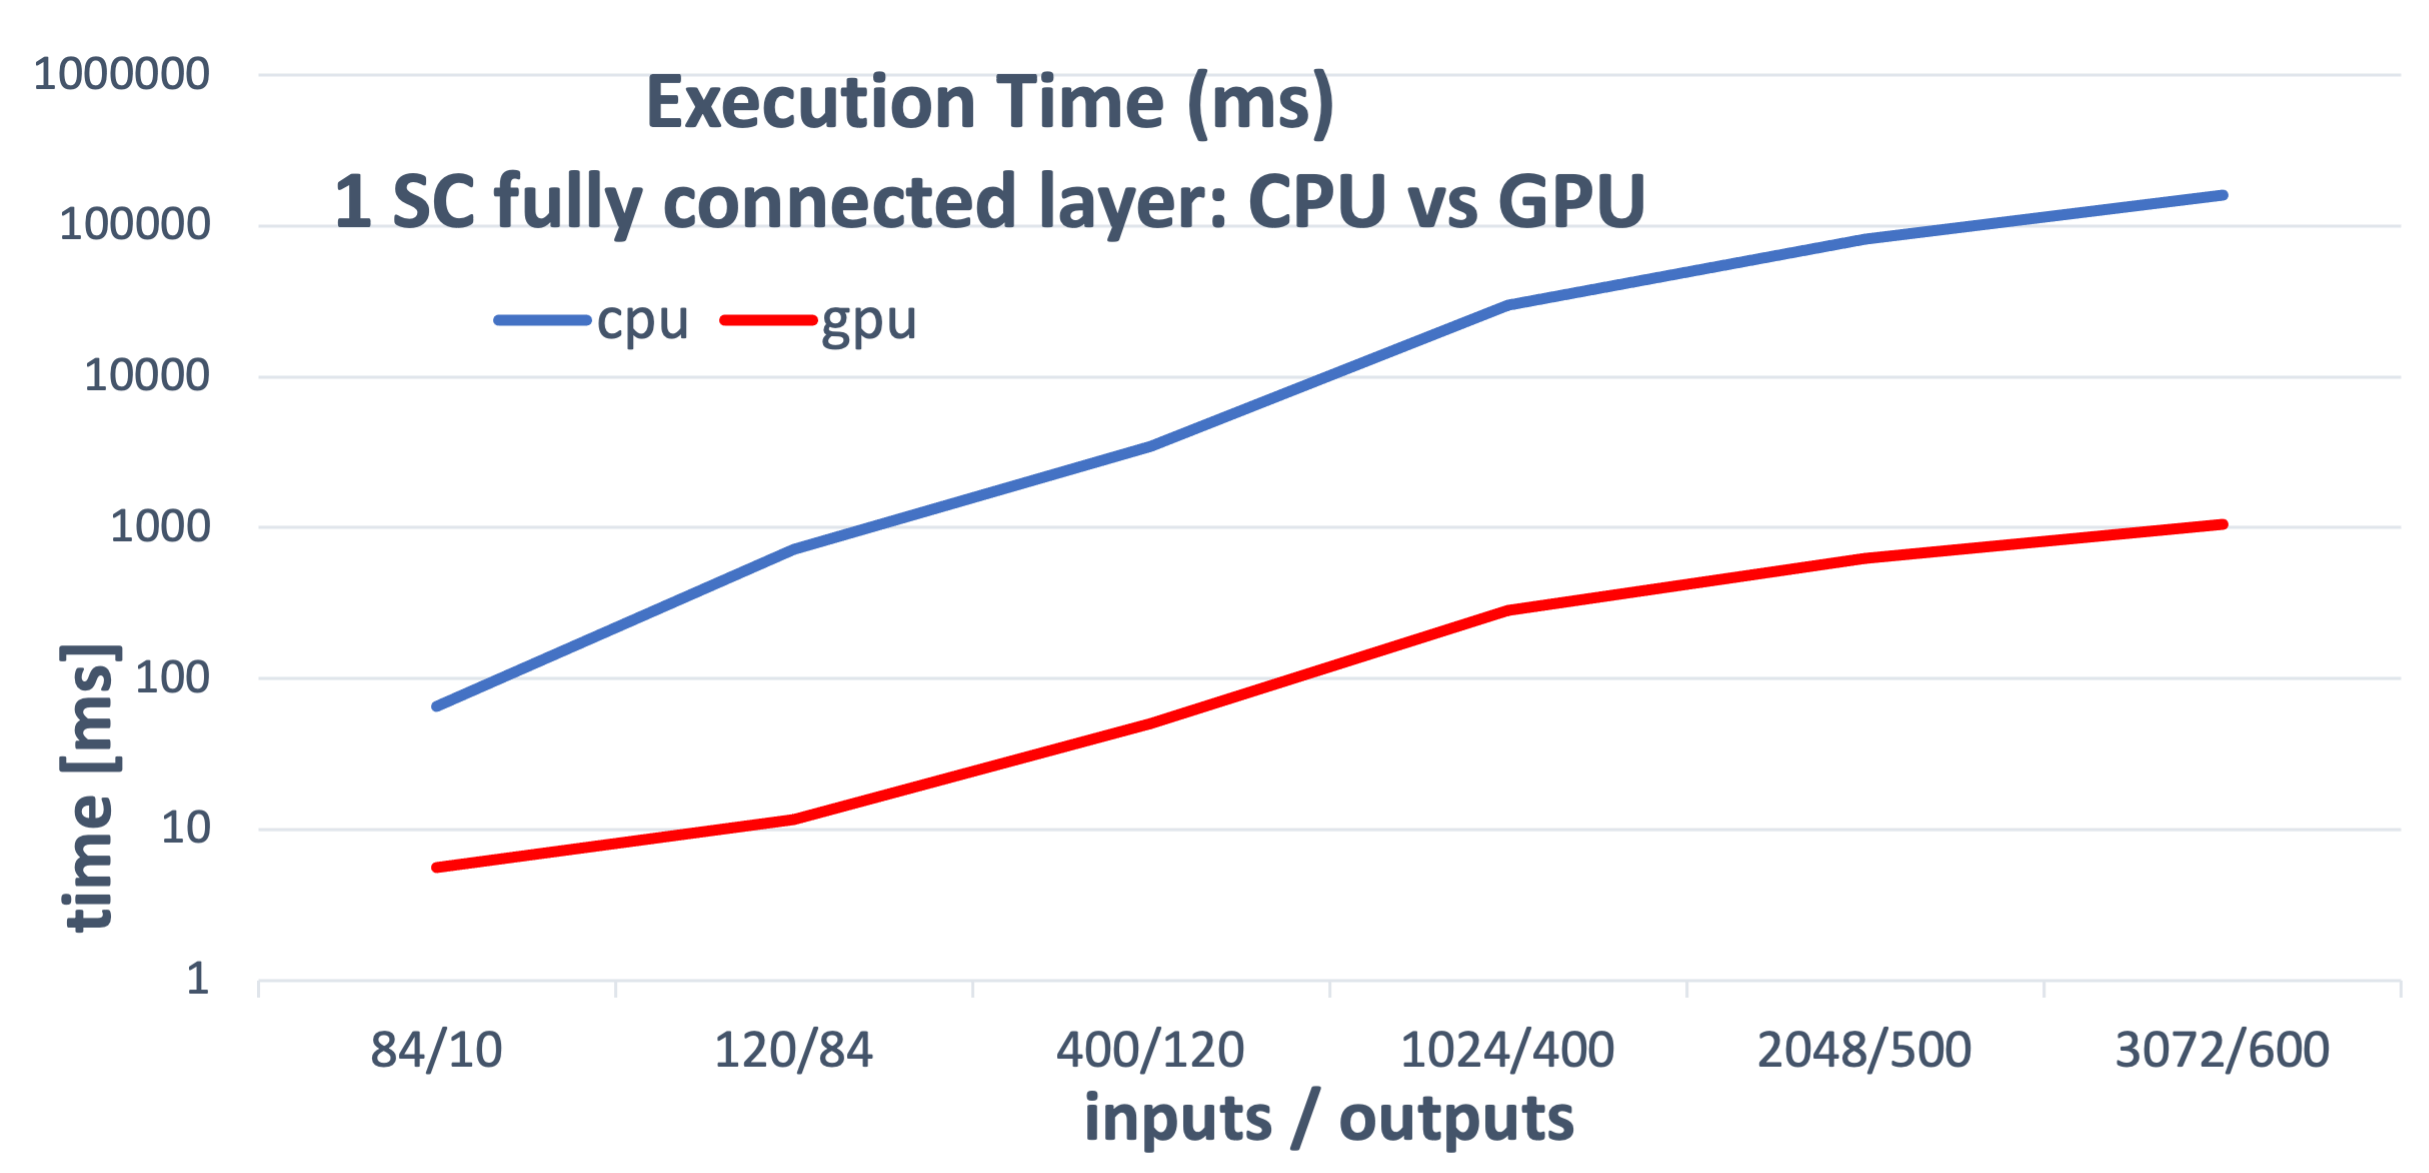 Execution Time (ms)
1 SC fully connected layer: CPU vs GPU
cpu gpu
1000000
100000
10000
1000
100
10
1
time [ms]
84/10 120/84 400/120 1024/400 2048/500 3072/600
inputs / outputs